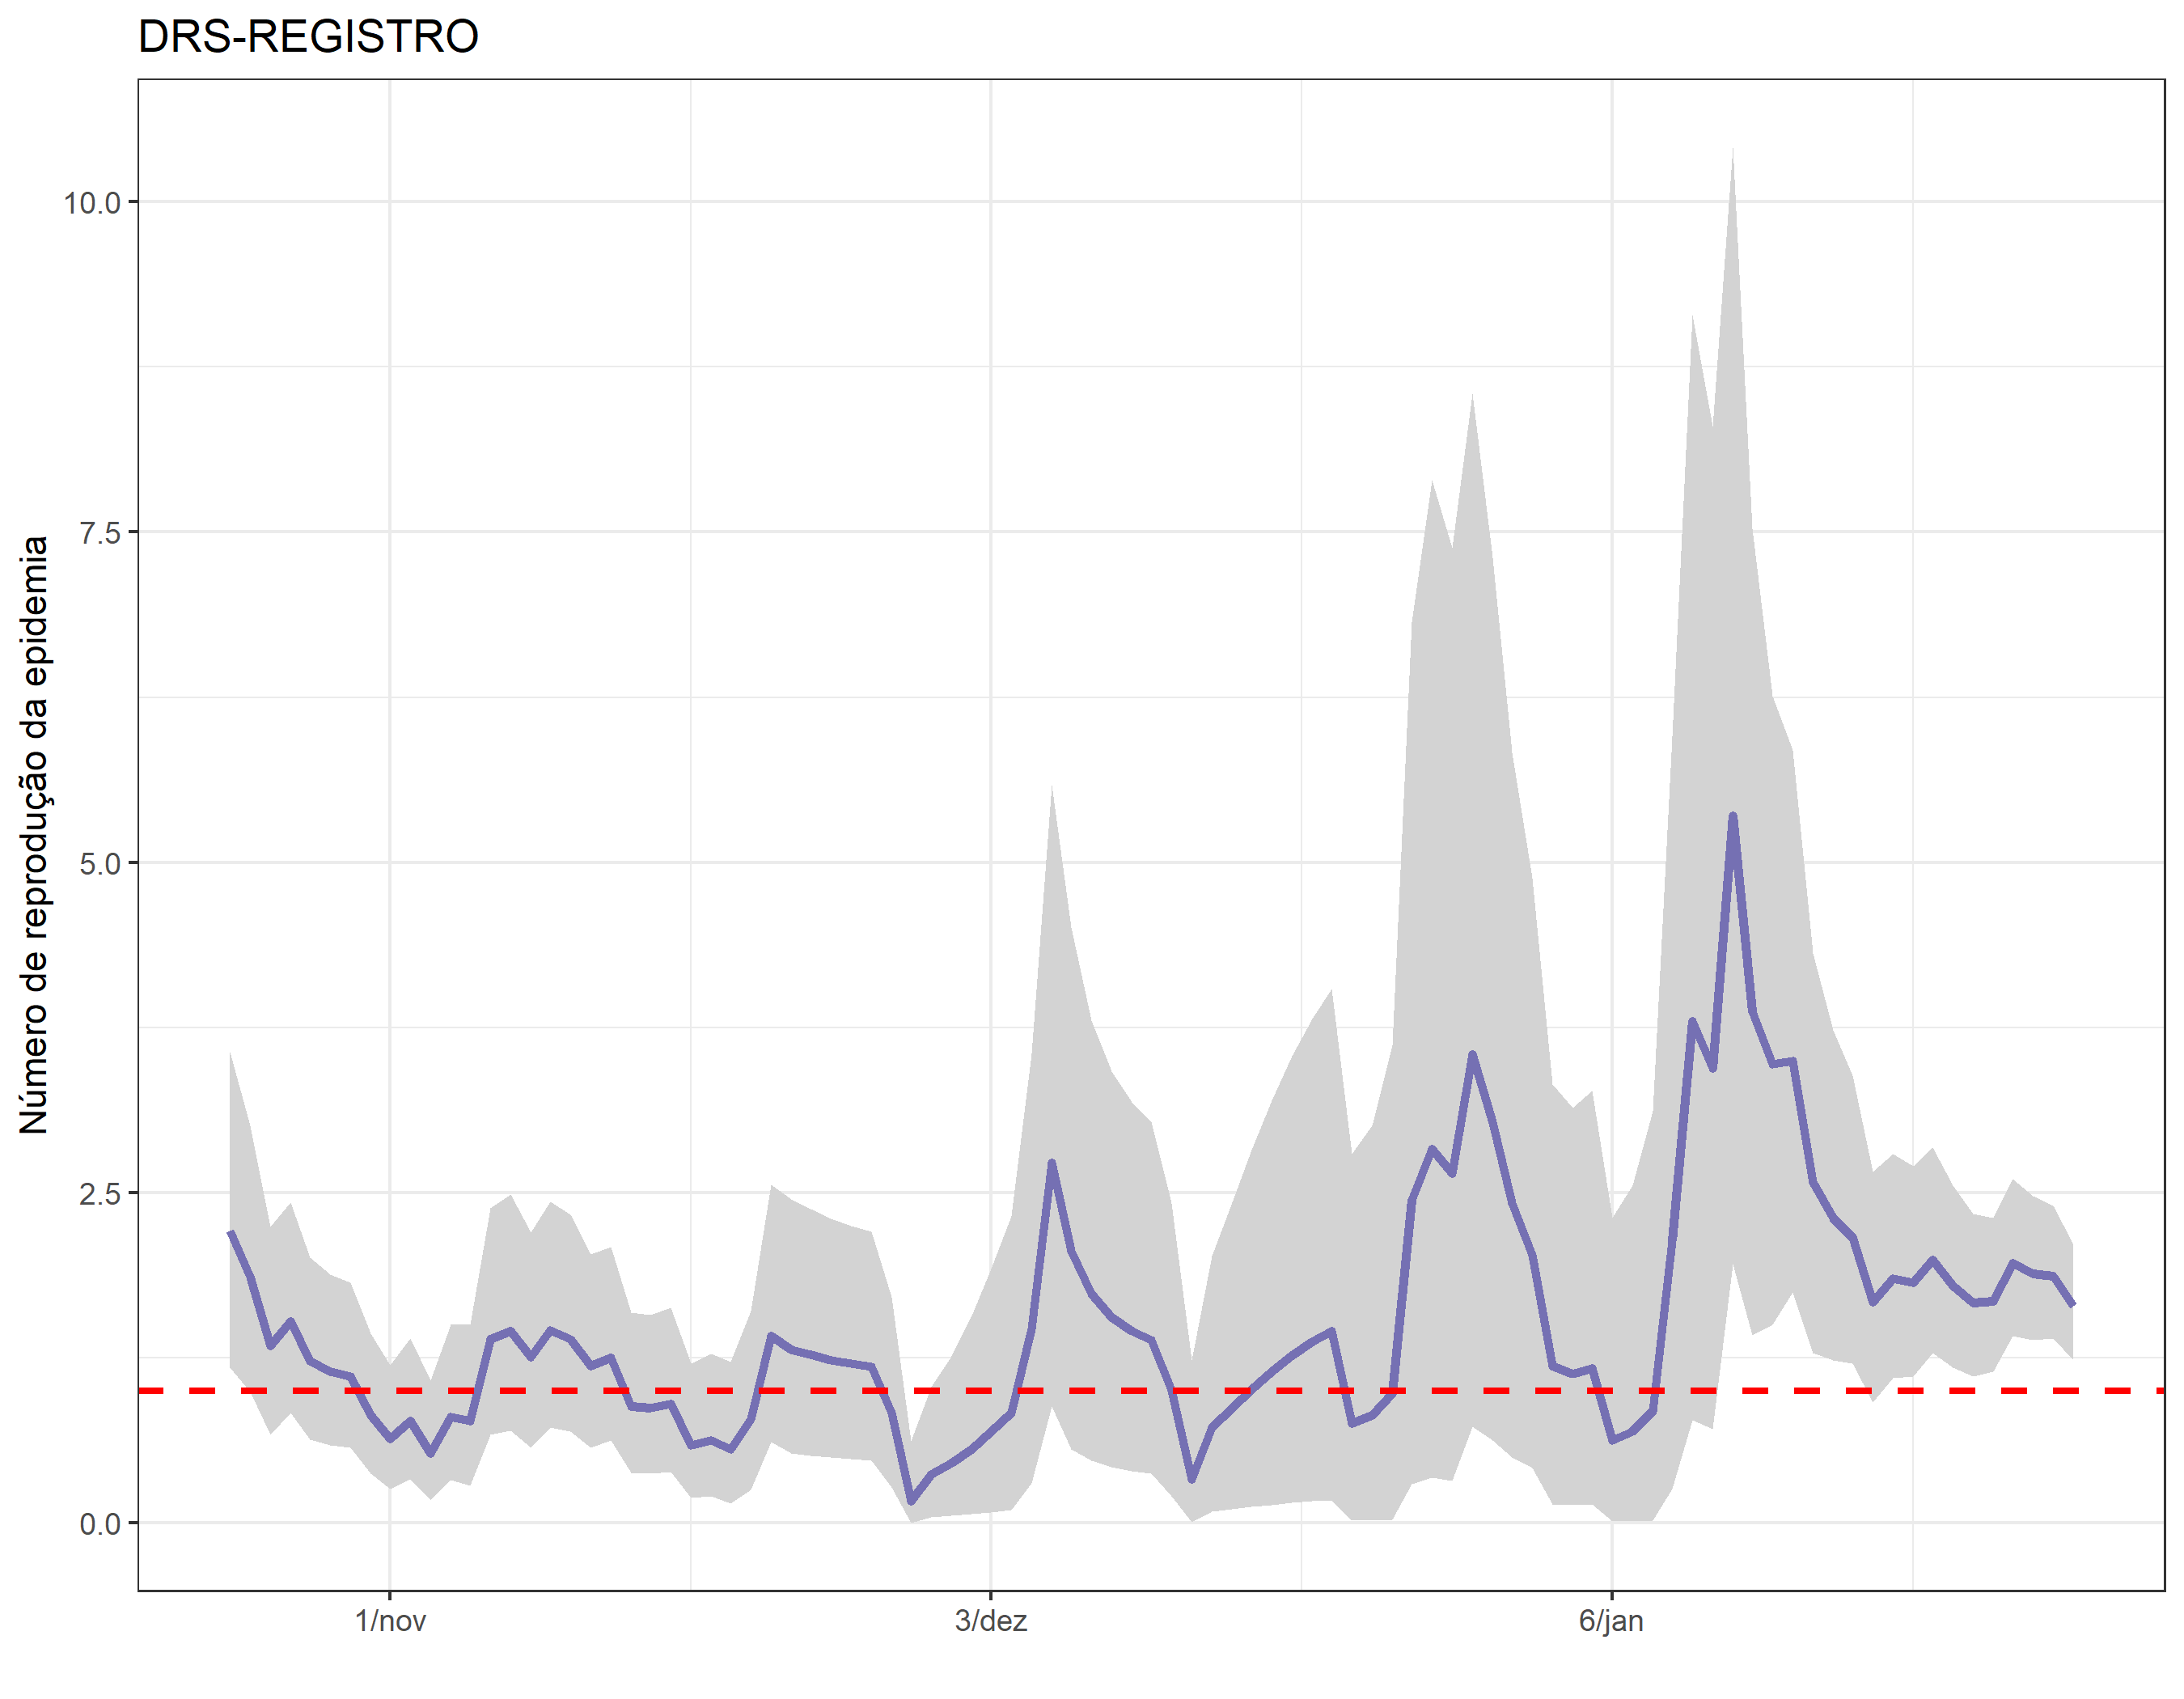 DRS-REGISTRO
Número de reprodução da epidemia
10.0
7.5
5.0
2.5
0.0
1/nov
3/dez
6/jan